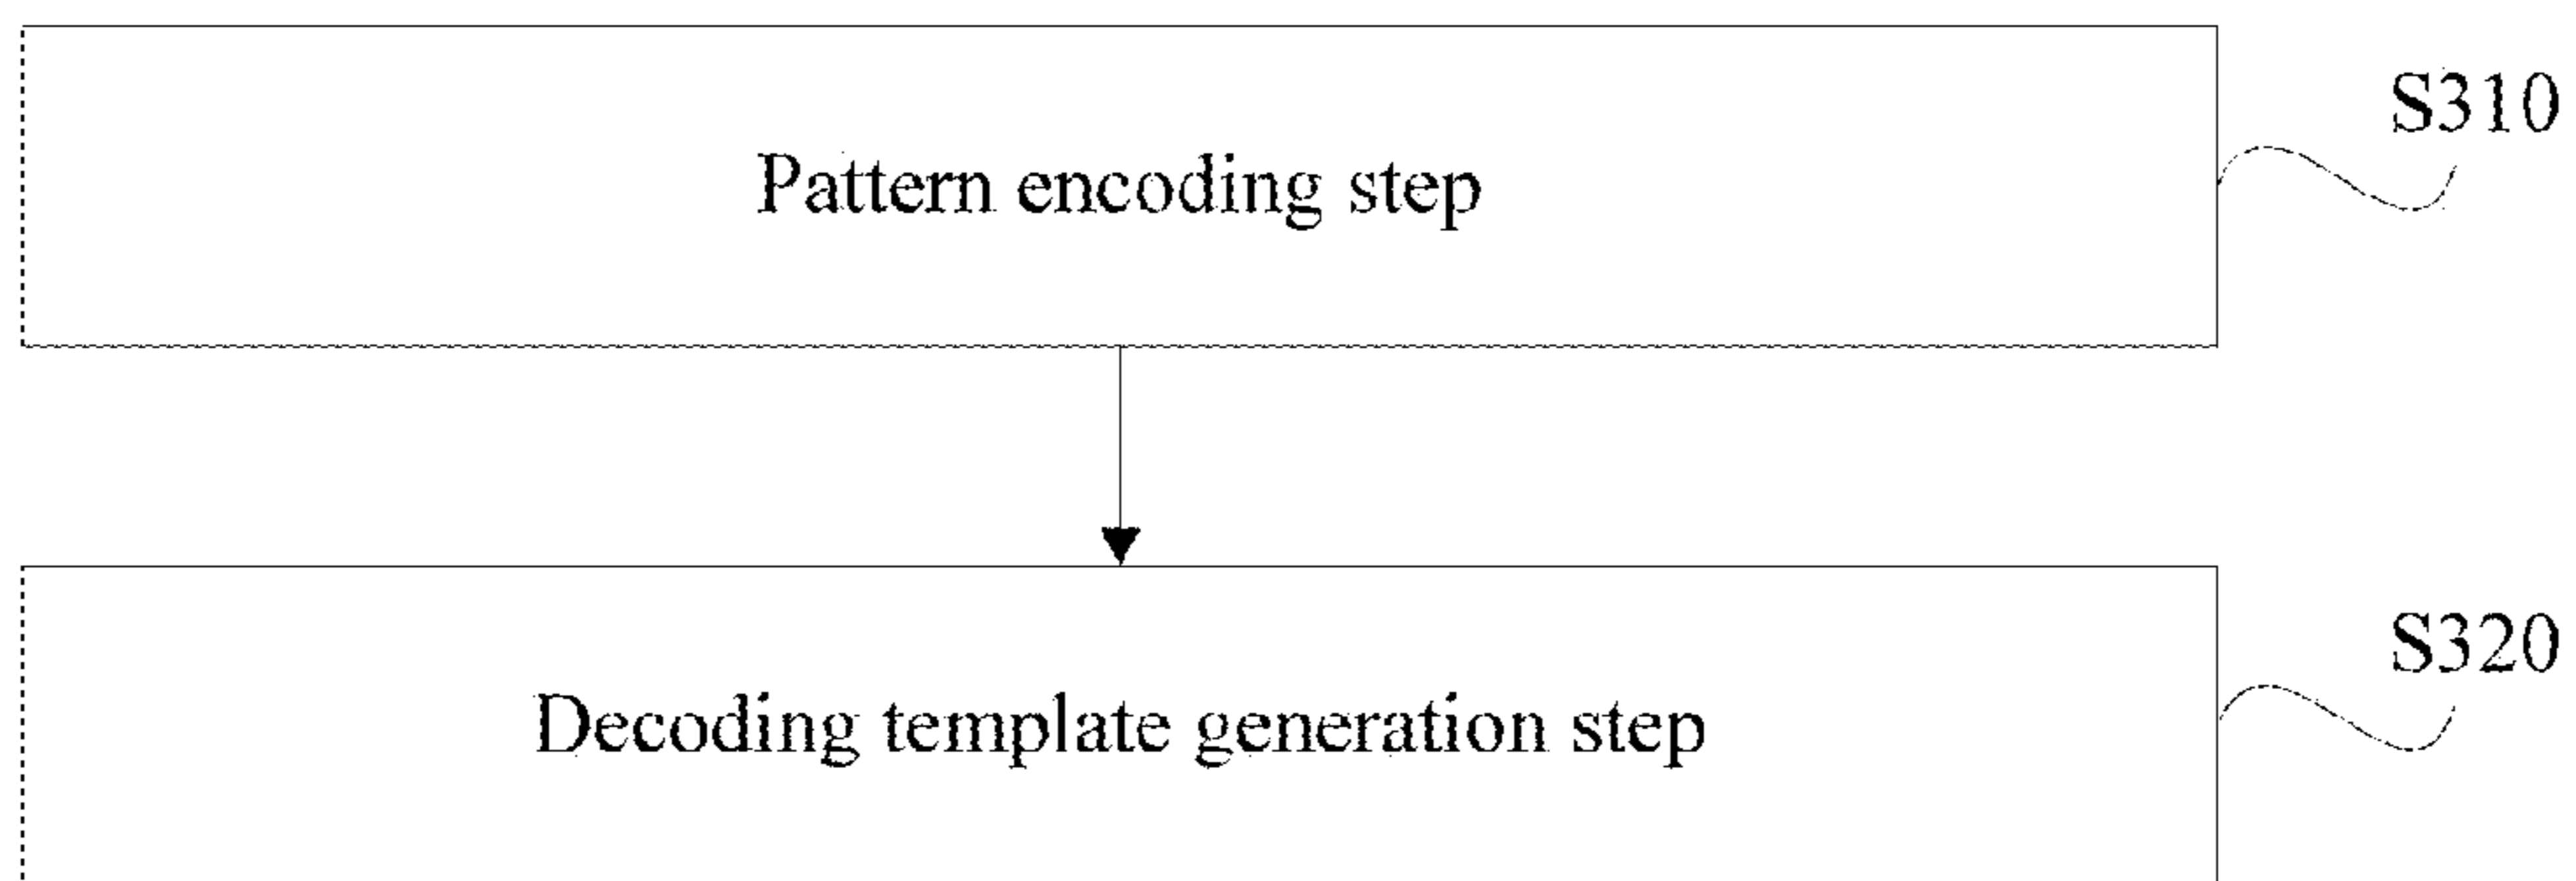 S310
Pattern encoding step
S320
Decoding template generation step